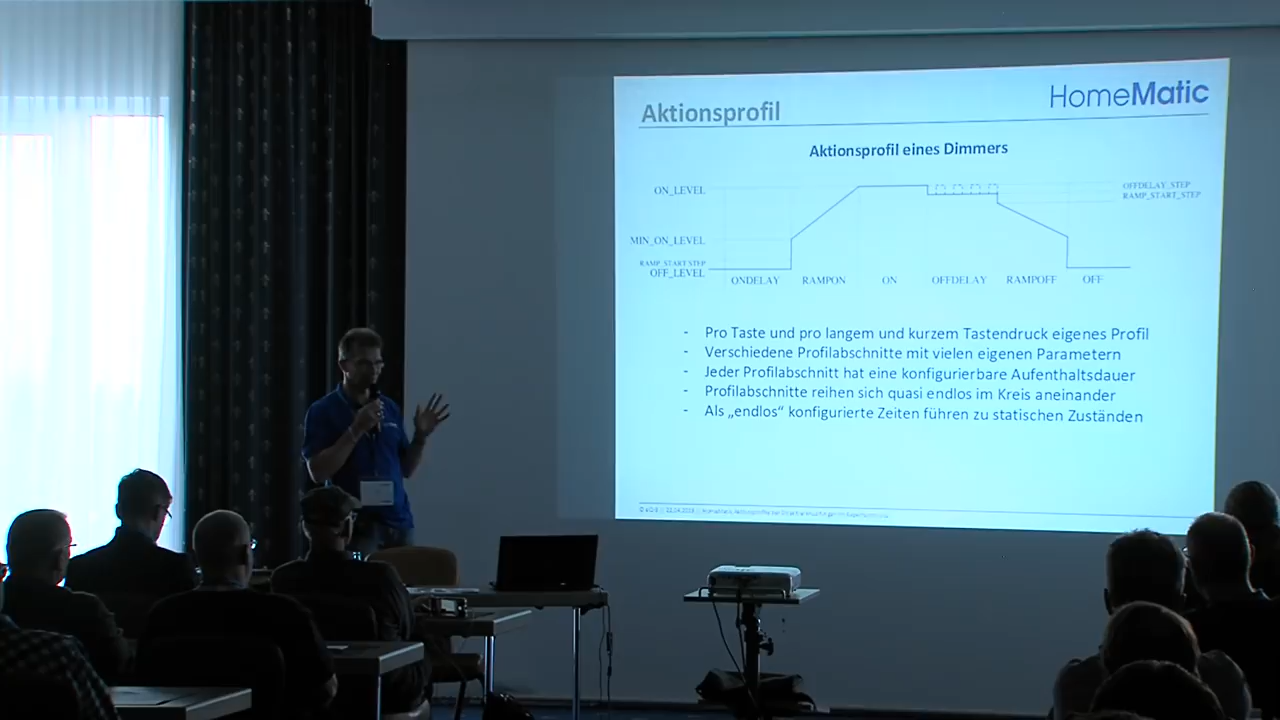 HomeMatic
Aktionsprofil
Aktionsprofil eines Dimmers
ON_LEVEL
OFFDELAY_STEP
RAMP_START_STEP
MIN_ON_LEVEL
RAMP_START STEP
OFF_LEVEL
ONDELAY RAMPON ON OFFDELAY RAMPOFF OFF
- Pro Taste und pro langem und kurzem Tastendruck eigenes Profil
- Verschiedene Profilabschnitte mit vielen eigenen Parametern
- Jeder Profilabschnitt hat eine konfigurierbare Aufenthaltsdauer
- Profilabschnitte reihen sich quasi endlos im Kreis aneinander
- Als „endlos“ konfigurierte Zeiten führen zu statischen Zuständen